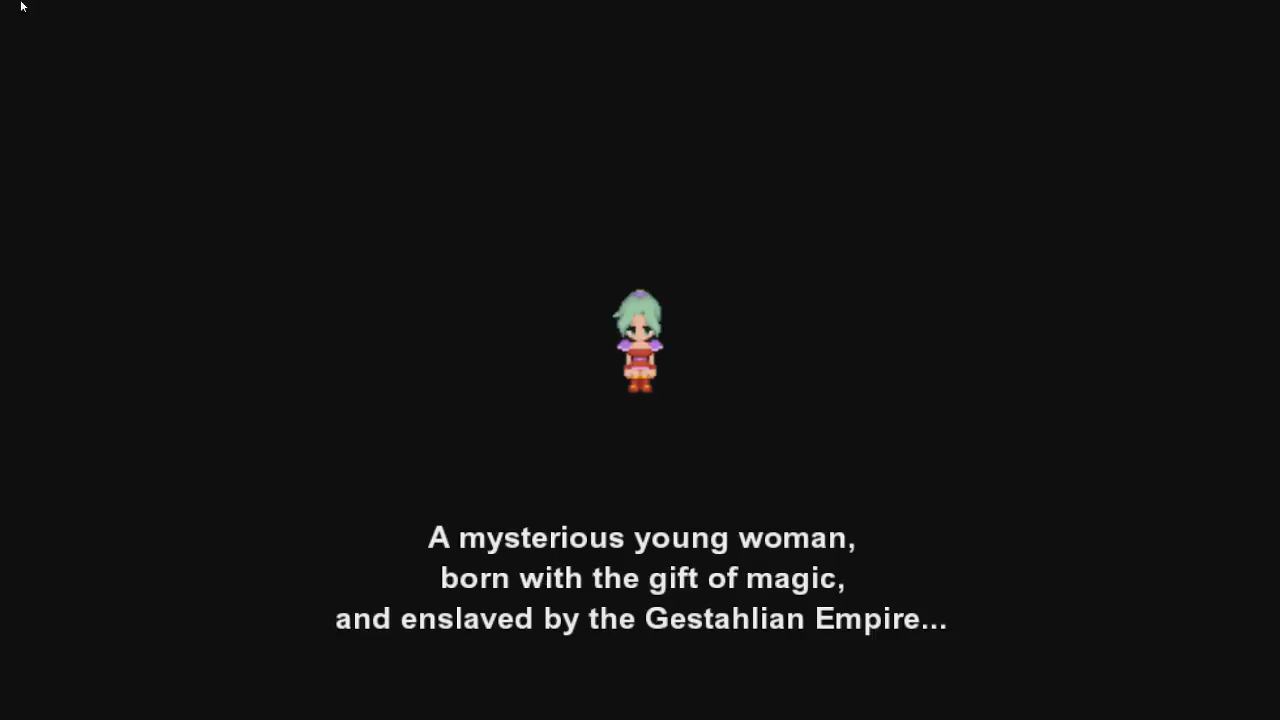 A mysterious young woman,
born with the gift of magic,
and enslaved by the Gestahlian Empire...